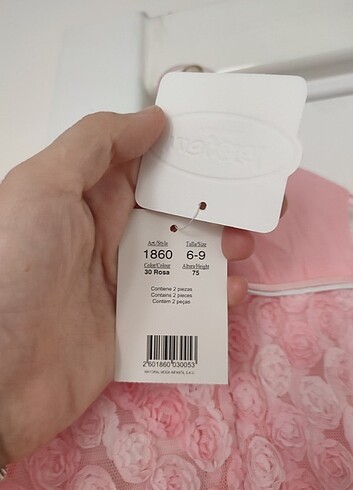 Art./Style
Talla/Size
1860
6-9
Color/Colour
Altura/Height
30 Rosa
75
Contiene 2 piezas
Contains 2 pieces
Contém 2 peças
2 601860 030053